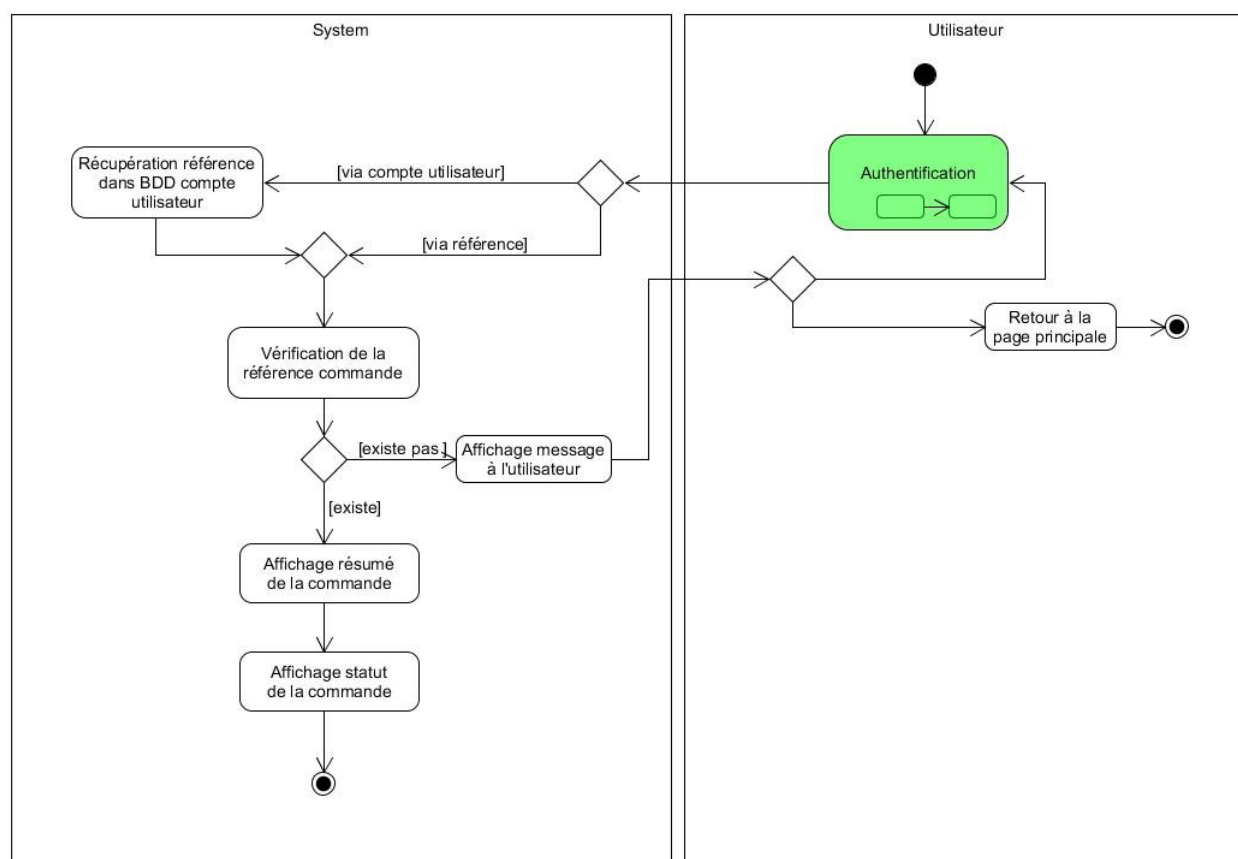 System
Utilisateur
Authentification
Récupération référence
dans BDD compte
utilisateur
[via compte utilisateur]
[via référence]
Retour à la
page principale
Vérification de la
référence commande
[existe pas ]
Affichage message
à l'utilisateur
[existe]
Affichage résumé
de la commande
Affichage statut
de la commande